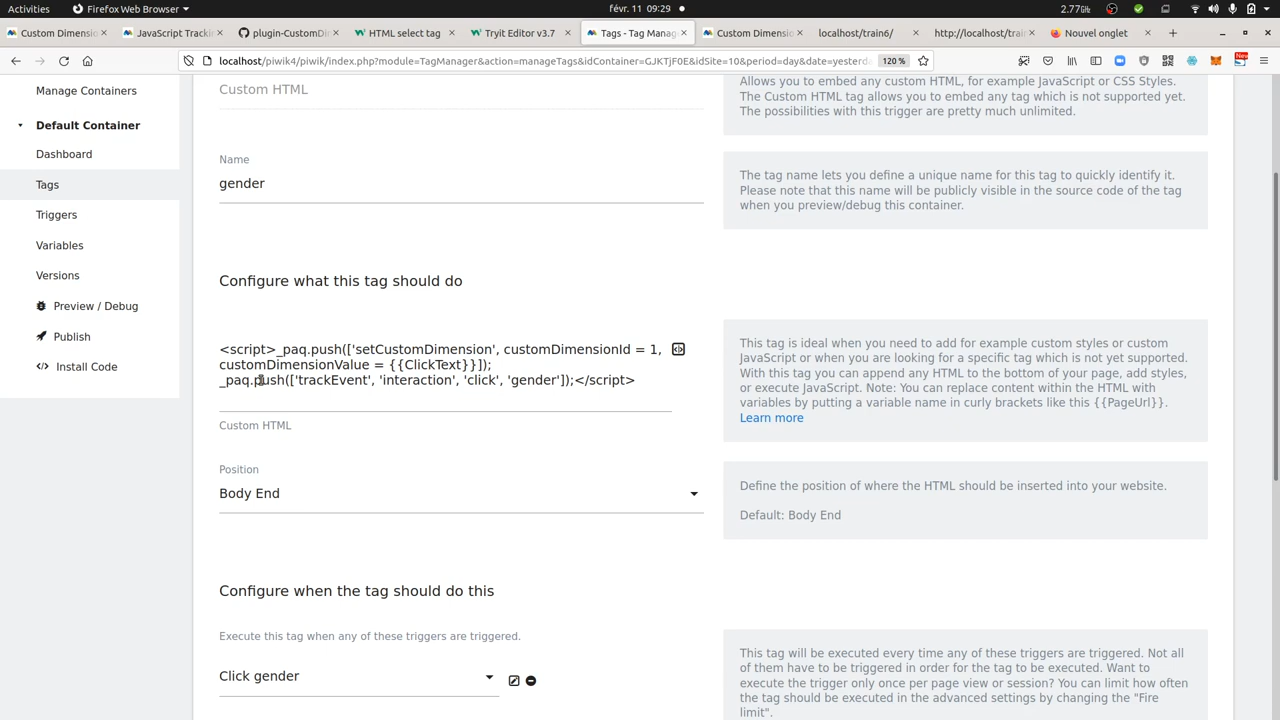 Activities
Firefox Web Browser
févr. 11 09:29
2.77GHz
Custom Dimensio
JavaScript Trackin
plugin-CustomDim
HTML select tag
Tryit Editor v3.7
Tags - Tag Manag
Custom Dimensio
localhost/train6/
http://localhost/trai
Nouvel onglet
localhost/piwik4/piwik/index.php?module=TagManager&action=manageTags&idContainer=GJKTjF0E&idSite=10&period=day&date=yesterd
120 %
New
Manage Containers
Default Container
Dashboard
Tags
Triggers
Variables
Versions
Preview / Debug
Publish
Install Code
Custom HTML
Allows you to embed any custom HTML, for example JavaScript or CSS Styles.
The Custom HTML tag allows you to embed any tag which is not supported yet.
The possibilities with this trigger are pretty much unlimited.
Name
gender
The tag name lets you define a unique name for this tag to quickly identify it.
Please note that this name will be publicly visible in the source code of the tag
when you preview/debug this container.
Configure what this tag should do
<script>_paq.push(['setCustomDimension', customDimensionId = 1,
customDimensionValue = {{ClickText}}]);
_paq.push(['trackEvent', 'interaction', 'click', 'gender']);</script>
Custom HTML
This tag is ideal when you need to add for example custom styles or custom
JavaScript or when you are looking for a specific tag which is not yet supported.
With this tag you can append any HTML to the bottom of your page, add styles,
or execute JavaScript. Note: You can replace content within the HTML with
variables by putting a variable name in curly brackets like this {{PageUrl}}.
Learn more
Position
Body End
Define the position of where the HTML should be inserted into your website.
Default: Body End
Configure when the tag should do this
Execute this tag when any of these triggers are triggered.
Click gender
This tag will be executed every time any of these triggers are triggered. Not all
of them have to be triggered in order for the tag to be executed. Want to
execute the trigger only once per page view or session? You can limit how often
the tag should be executed in the advanced settings by changing the "Fire
limit".